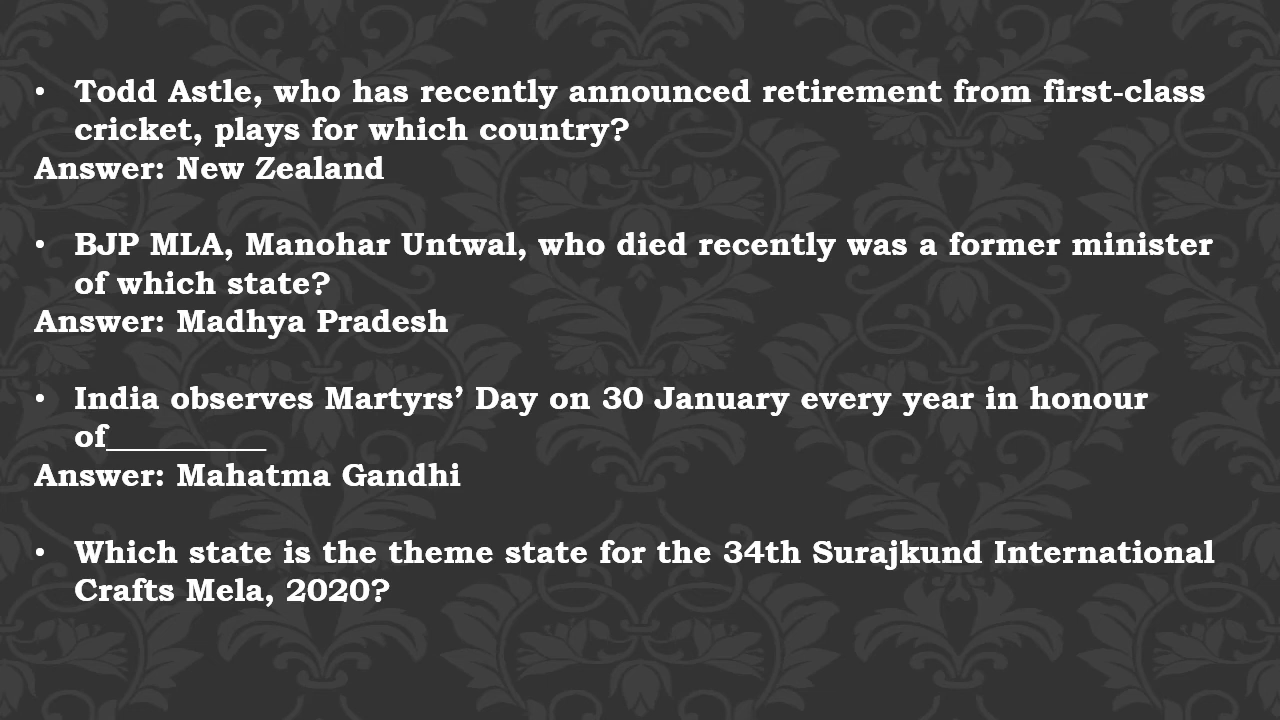 • Todd Astle, who has recently announced retirement from first-class
cricket, plays for which country?
Answer: New Zealand
• BJP MLA, Manohar Untwal, who died recently was a former minister
of which state?
Answer: Madhya Pradesh
• India observes Martyrs’ Day on 30 January every year in honour
of__________
Answer: Mahatma Gandhi
• Which state is the theme state for the 34th Surajkund International
Crafts Mela, 2020?